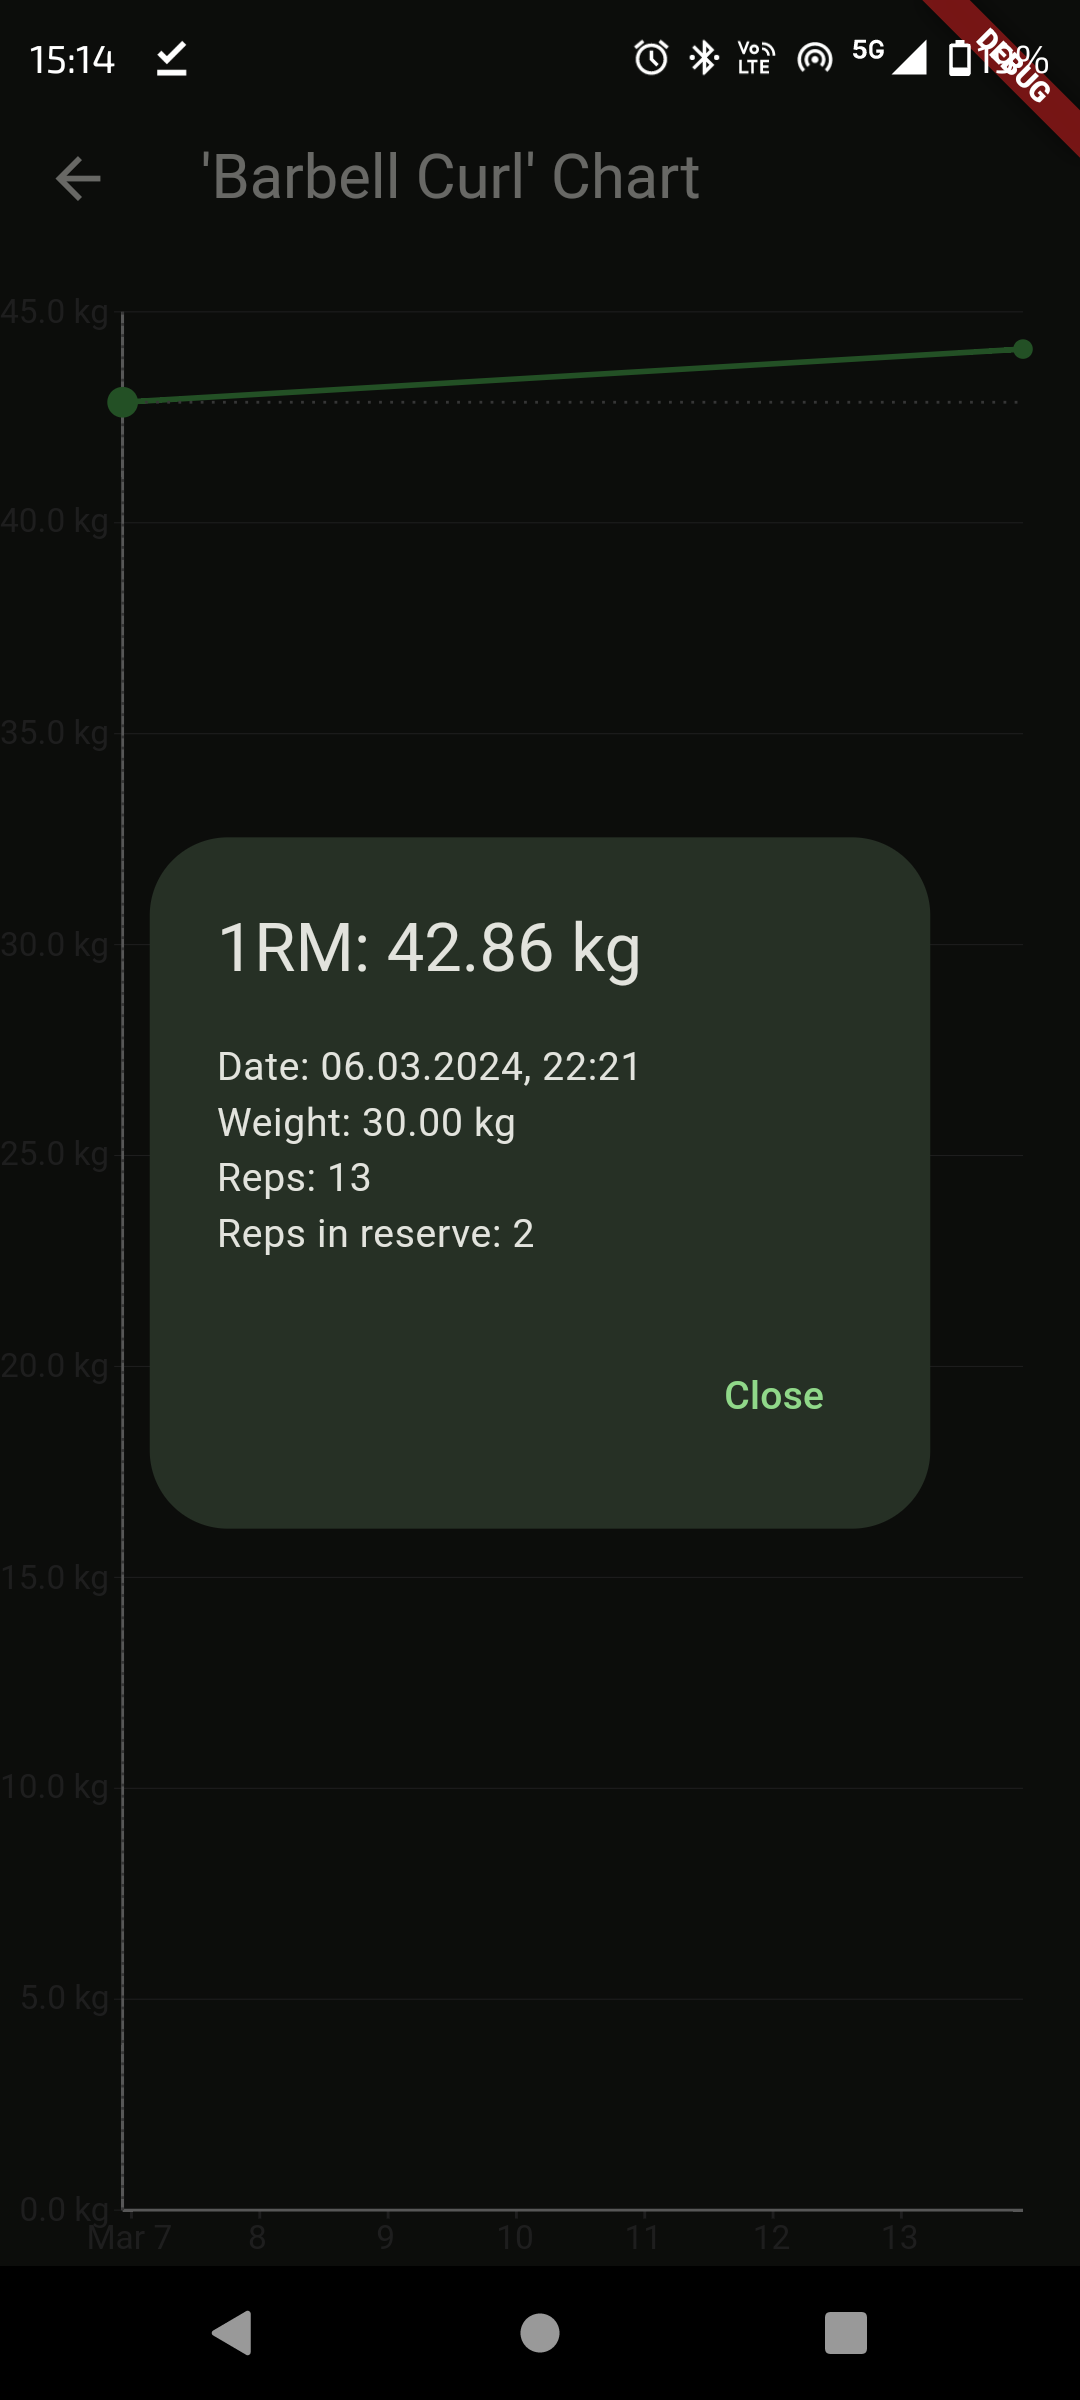 15:14
Vo LTE 5G
DEBUG
'Barbell Curl' Chart
45.0 kg
40.0 kg
35.0 kg
30.0 kg
25.0 kg
20.0 kg
15.0 kg
10.0 kg
5.0 kg
0.0 kg
1RM: 42.86 kg
Date: 06.03.2024, 22:21
Weight: 30.00 kg
Reps: 13
Reps in reserve: 2
Close
Mar 7 8 9 10 11 12 13